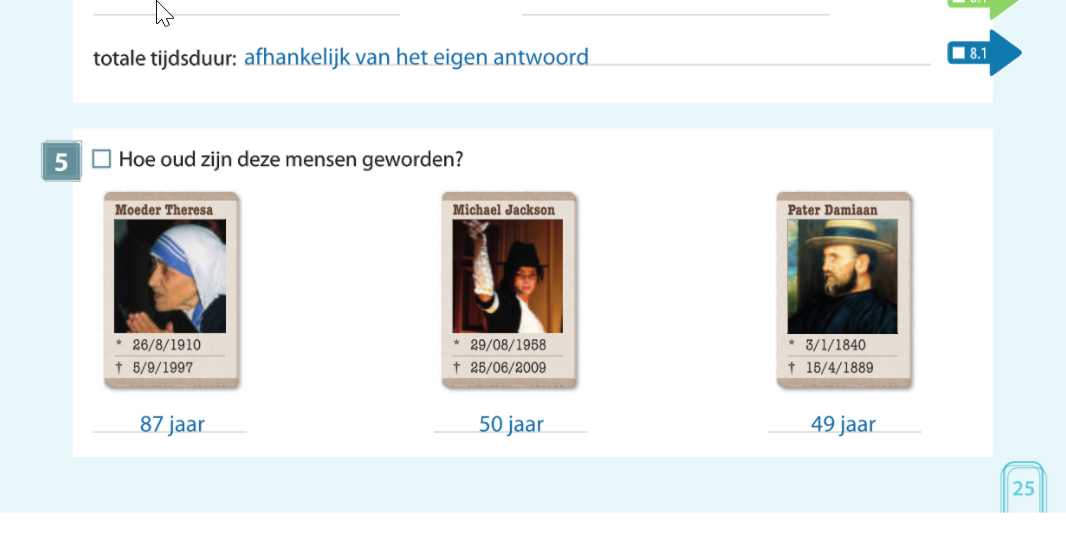 totale tijdsduur: afhankelijk van het eigen antwoord
8.1
5 Hoe oud zijn deze mensen geworden?
Moeder Theresa
* 26/8/1910
† 5/9/1997
87 jaar
Michael Jackson
* 29/08/1958
† 25/06/2009
50 jaar
Pater Damiaan
* 3/1/1840
† 15/4/1889
49 jaar
25